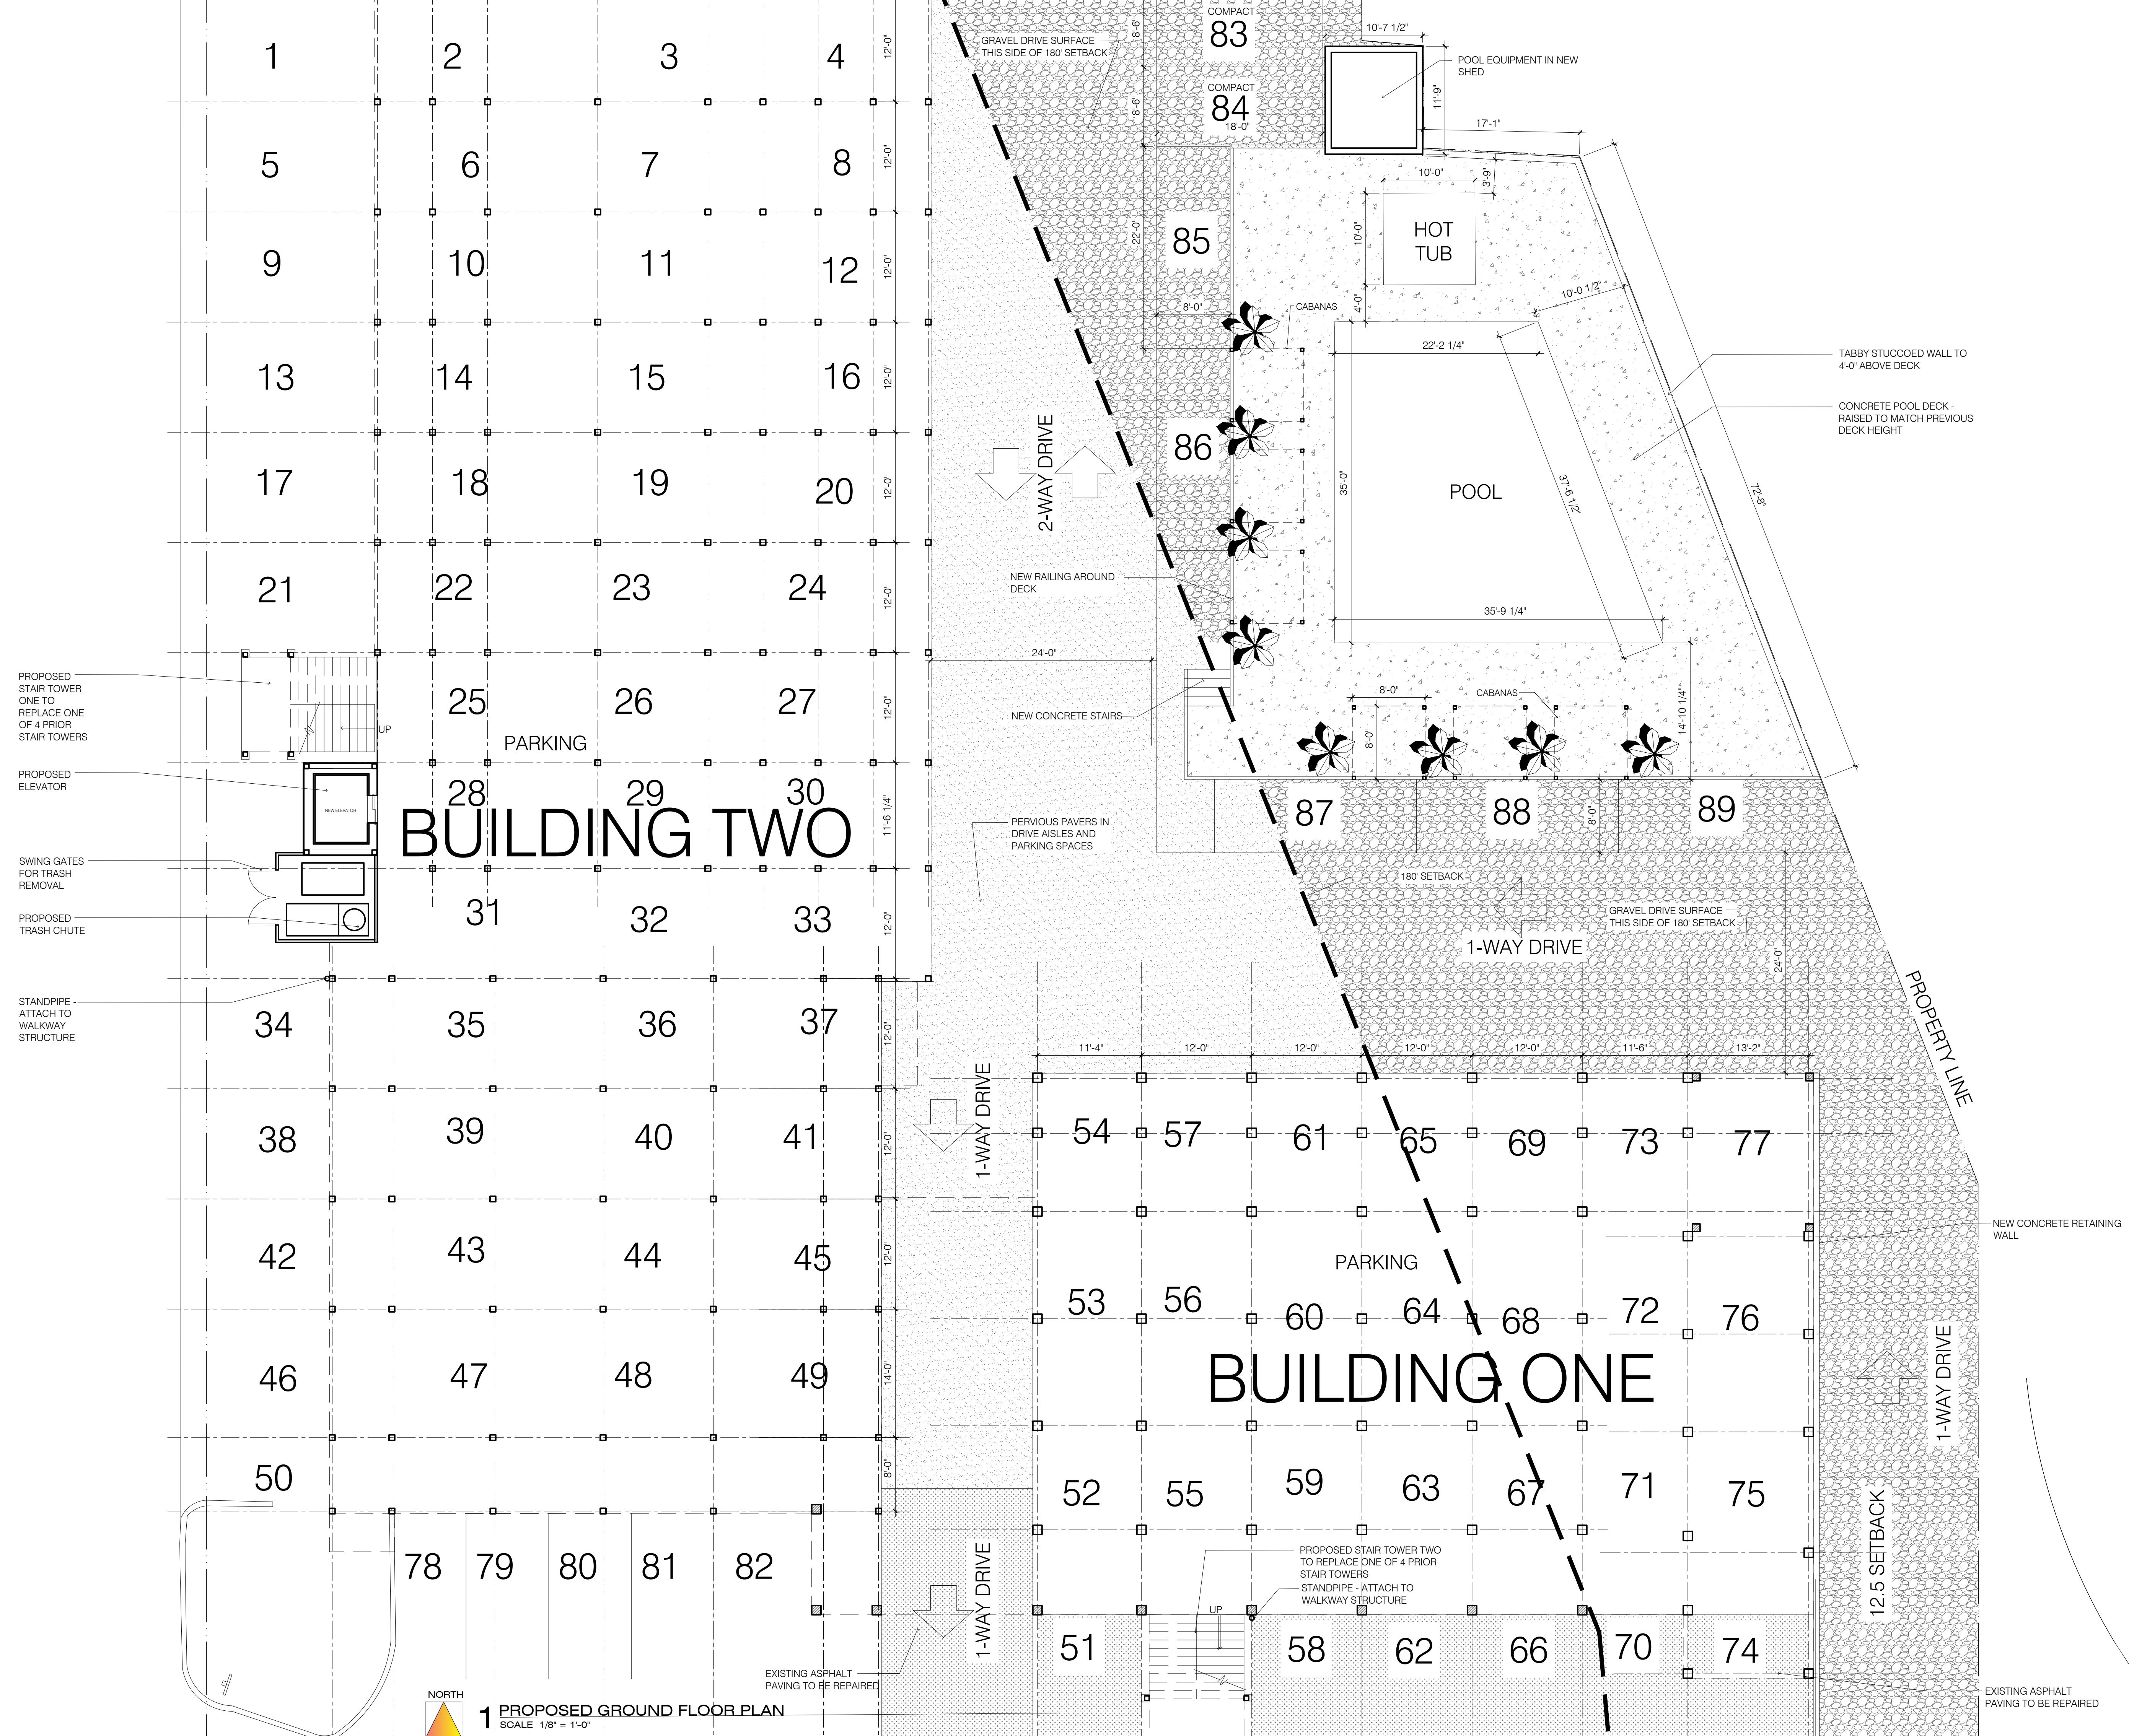 COMPACT
83
10'-7 1/2"
1
2
3
4
12'-0"
8'-6"
GRAVEL DRIVE SURFACE
THIS SIDE OF 180' SETBACK
POOL EQUIPMENT IN NEW
SHED
COMPACT
84
18'-0"
8'-6"
11'-9"
17'-1"
5
6
7
8
12'-0"
10'-0"
3'-9"
85
22'-0"
10'-0"
HOT
TUB
9
10
11
12
12'-0"
10'-0 1/2"
8'-0"
CABANAS
4'-0"
22'-2 1/4"
TABBY STUCCOED WALL TO
4'-0" ABOVE DECK
13
14
15
16
12'-0"
CONCRETE POOL DECK -
RAISED TO MATCH PREVIOUS
DECK HEIGHT
86
2-WAY DRIVE
17
18
19
20
12'-0"
35'-0"
POOL
37'-6 1/2"
72'-8"
21
22
23
24
12'-0"
NEW RAILING AROUND
DECK
35'-9 1/4"
24'-0"
PROPOSED
STAIR TOWER
ONE TO
REPLACE ONE
OF 4 PRIOR
STAIR TOWERS
25
26
27
12'-0"
8'-0"
CABANAS
14'-10 1/4"
NEW CONCRETE STAIRS
UP
PARKING
8'-0"
PROPOSED
ELEVATOR
NEW ELEVATOR
28
29
30
11'-6 1/4"
BUILDING TWO
PERVIOUS PAVERS IN
DRIVE AISLES AND
PARKING SPACES
87
88
8'-0"
89
SWING GATES
FOR TRASH
REMOVAL
180' SETBACK
PROPOSED
TRASH CHUTE
31
32
33
12'-0"
GRAVEL DRIVE SURFACE
THIS SIDE OF 180' SETBACK
1-WAY DRIVE
24'-0"
PROPERTY LINE
STANDPIPE -
ATTACH TO
WALKWAY
STRUCTURE
34
35
36
37
12'-0"
11'-4"
12'-0"
12'-0"
12'-0"
12'-0"
11'-6"
13'-2"
1-WAY DRIVE
38
39
40
41
12'-0"
54
57
61
65
69
73
77
NEW CONCRETE RETAINING
WALL
42
43
44
45
12'-0"
PARKING
53
56
60
64
68
72
76
BUILDING ONE
1-WAY DRIVE
46
47
48
49
14'-0"
50
8'-0"
52
55
59
63
67
71
75
12.5 SETBACK
78
79
80
81
82
1-WAY DRIVE
PROPOSED STAIR TOWER TWO
TO REPLACE ONE OF 4 PRIOR
STAIR TOWERS
STANDPIPE - ATTACH TO
WALKWAY STRUCTURE
UP
51
58
62
66
70
74
EXISTING ASPHALT
PAVING TO BE REPAIRED
EXISTING ASPHALT
PAVING TO BE REPAIRED
NORTH
1 PROPOSED GROUND FLOOR PLAN
SCALE 1/8" = 1'-0"